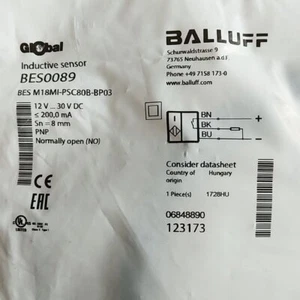 Global
Inductive sensor
BES0089
BES M18MI-PSC80B-BP03
12 V ... 30 V DC
≤ 200,0 mA
Sn = 8 mm
PNP
Normally open (NO)
CE
EAC
BALLUFF
Schurwaldstrasse 9
73765 Neuhausen a.d.F.
Germany
Phone +49 7158 173-0
www.balluff.com
BN
BK
BU
+
-
Consider datasheet
Country of origin Hungary
1 Piece(s) 1728HU
06848890
123173